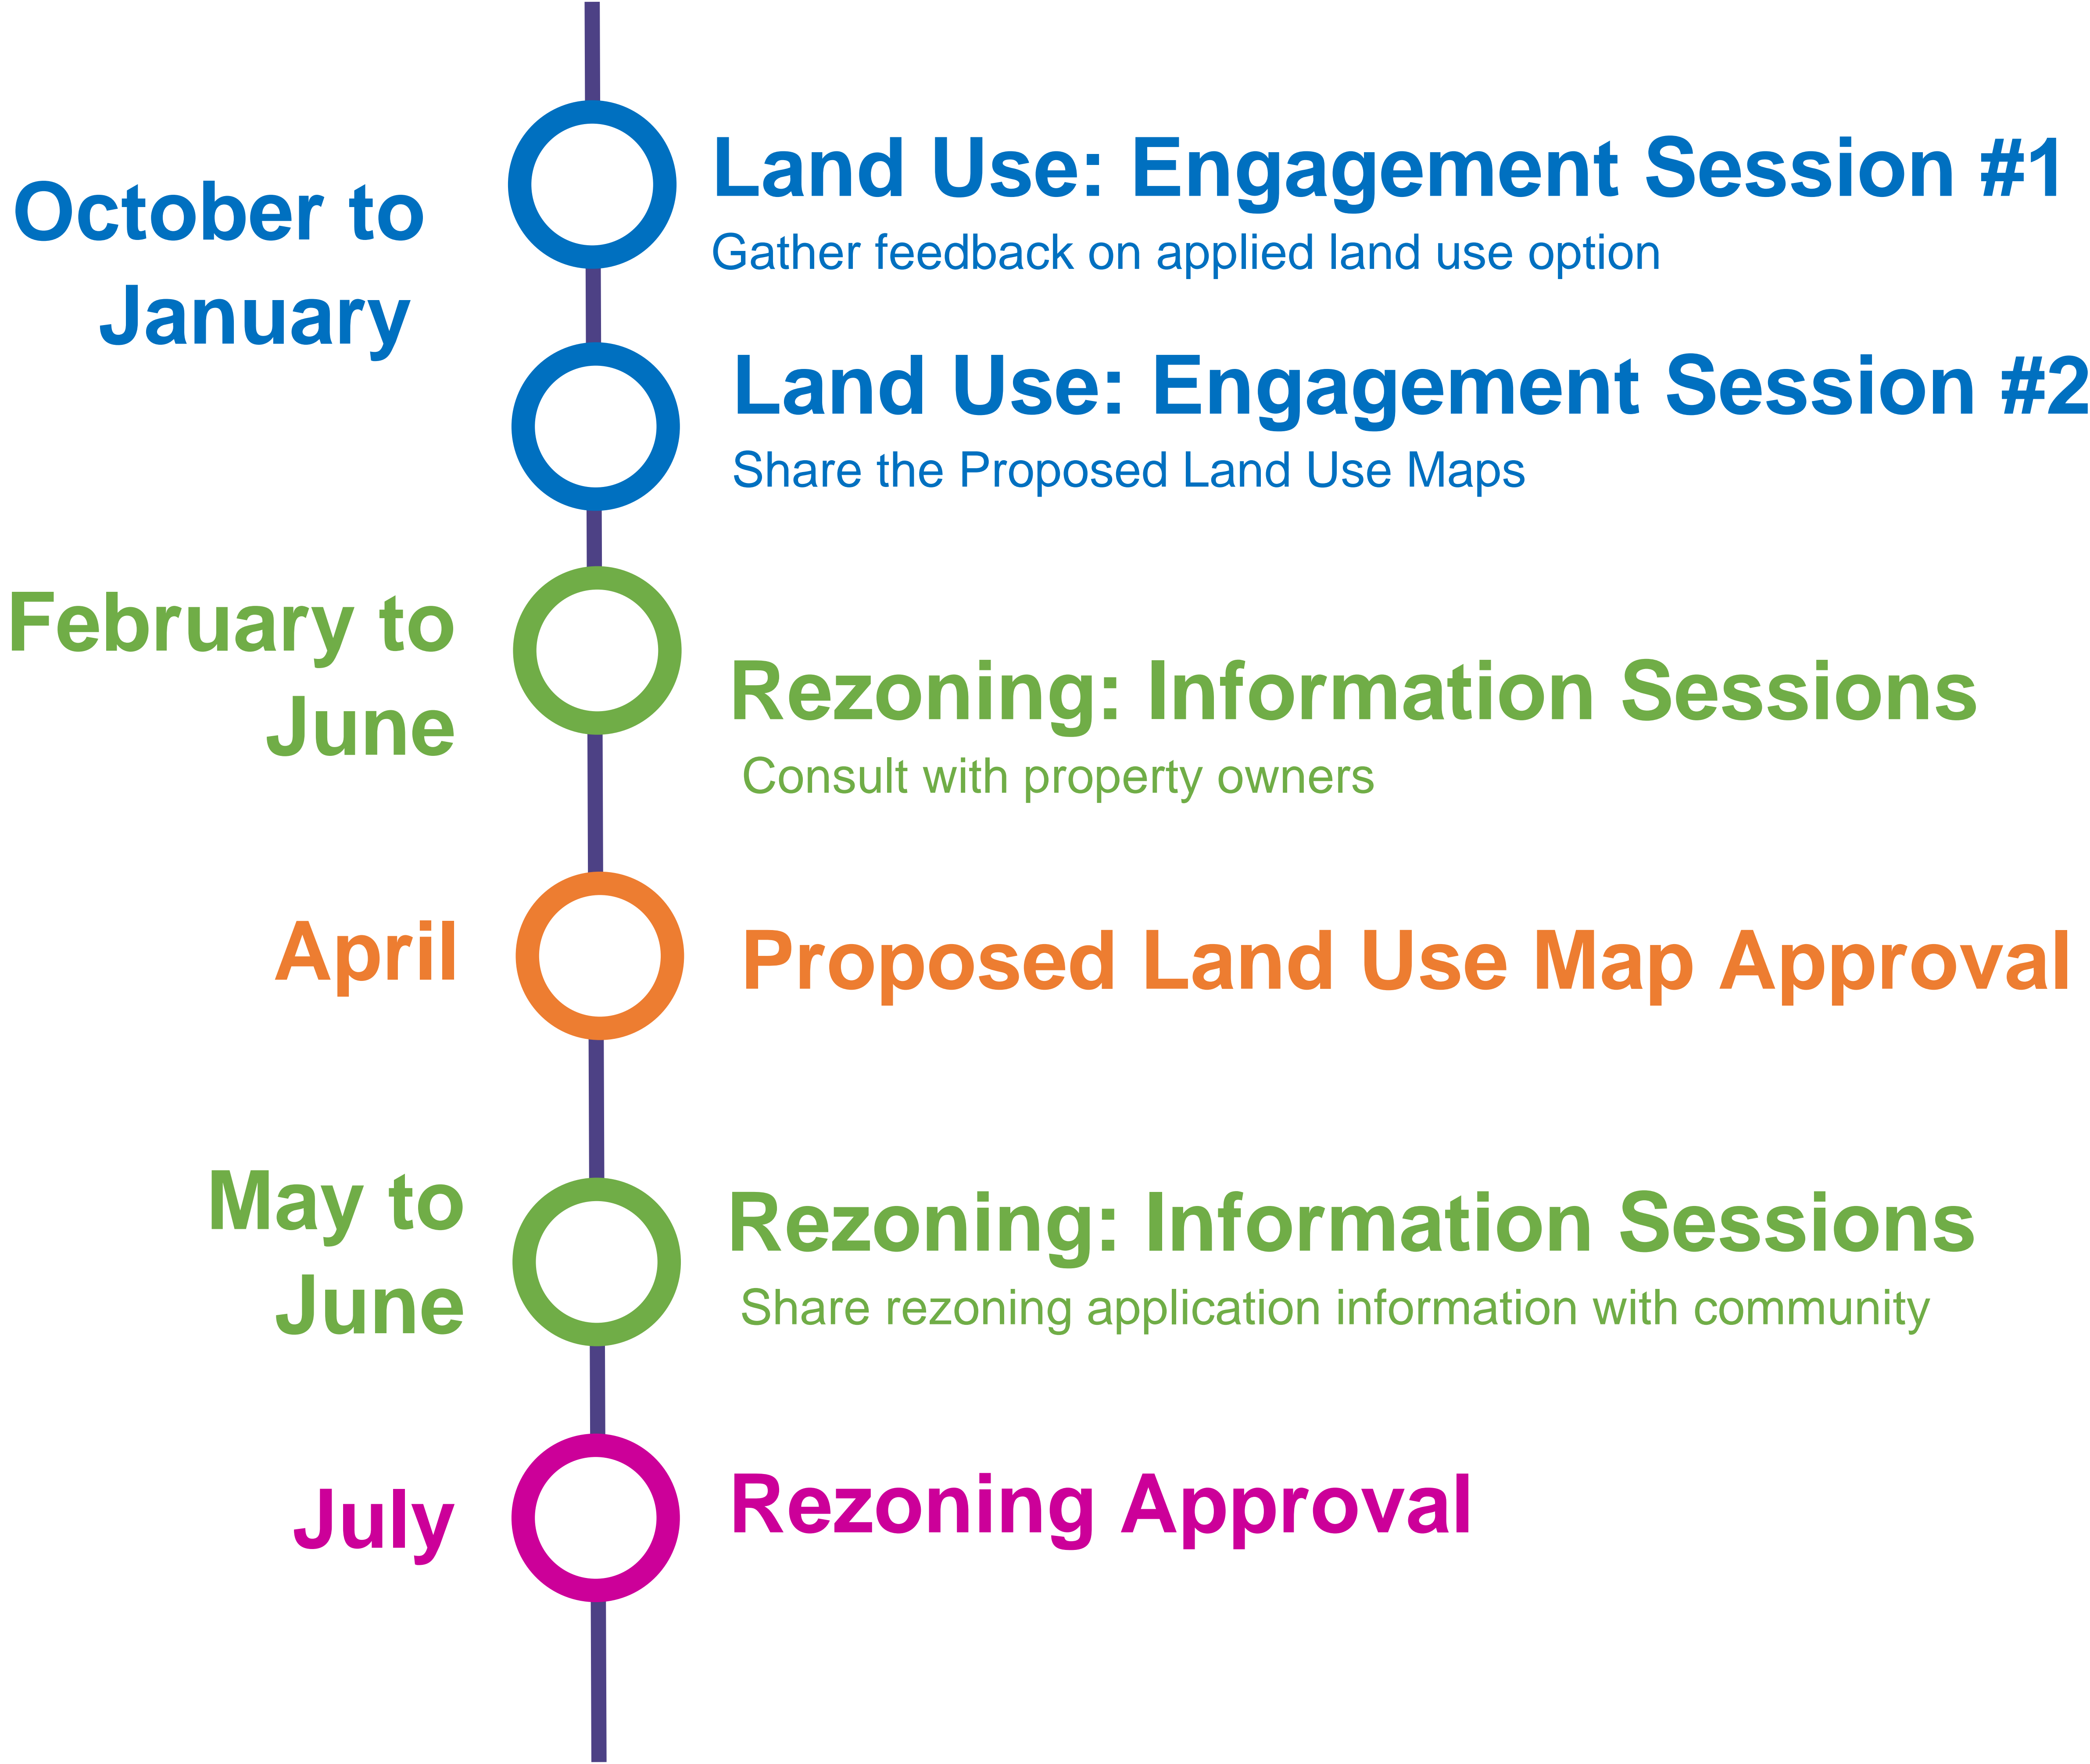 October to
January
Land Use: Engagement Session #1
Gather feedback on applied land use option
Land Use: Engagement Session #2
Share the Proposed Land Use Maps
February to
June
Rezoning: Information Sessions
Consult with property owners
April
Proposed Land Use Map Approval
May to
June
Rezoning: Information Sessions
Share rezoning application information with community
July
Rezoning Approval